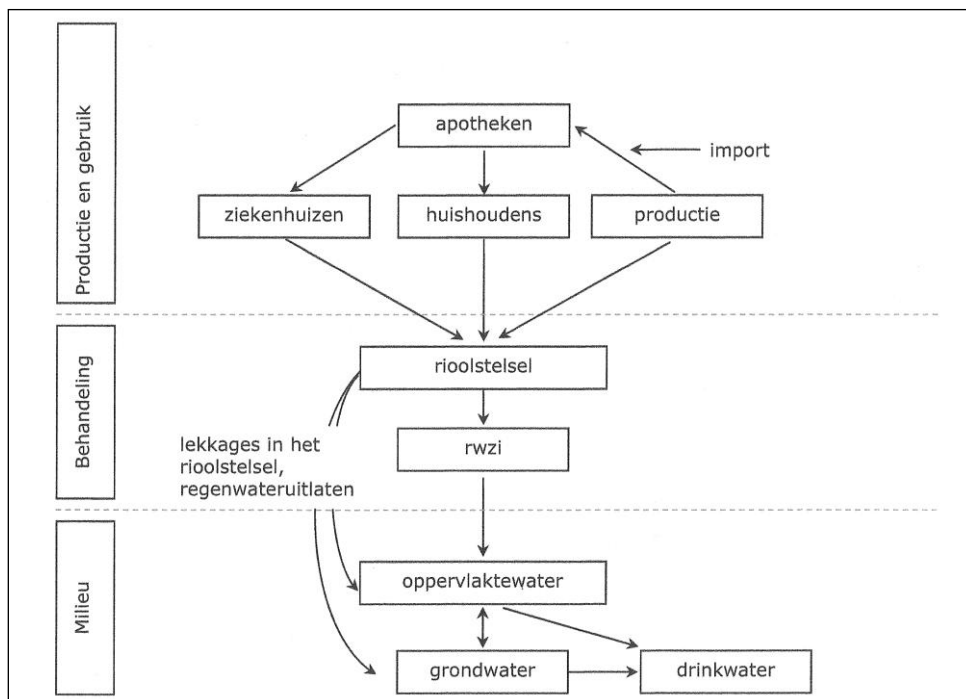 Productie en gebruik
apotheken
import
ziekenhuizen
huishoudens
productie
Behandeling
rioolstelsel
rwzi
lekkages in het
rioolstelsel,
regenwateruitlaten
Milieu
oppervlaktewater
grondwater
drinkwater